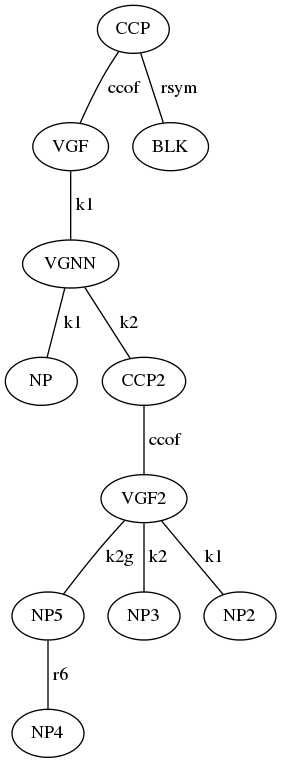 CCP
ccof rsym
VGF BLK
k1
VGNN
k1 k2
NP CCP2
ccof
VGF2
k2g k2 k1
NP5 NP3 NP2
r6
NP4